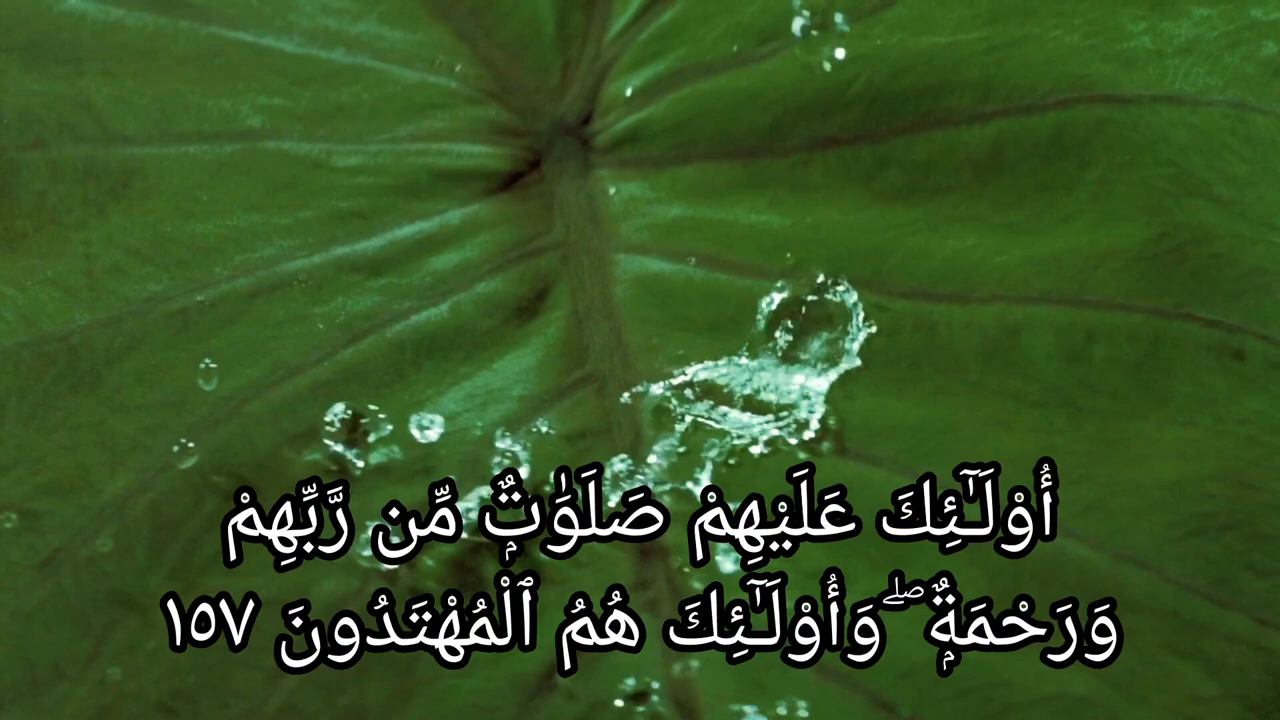 أُوْلَـٰٓئِكَ عَلَيْهِمْ صَلَوَٰتٌۭ مِّن رَّبِّهِمْ
وَرَحْمَةٌۭ ۖ وَأُوْلَـٰٓئِكَ هُمُ ٱلْمُهْتَدُونَ ١٥٧